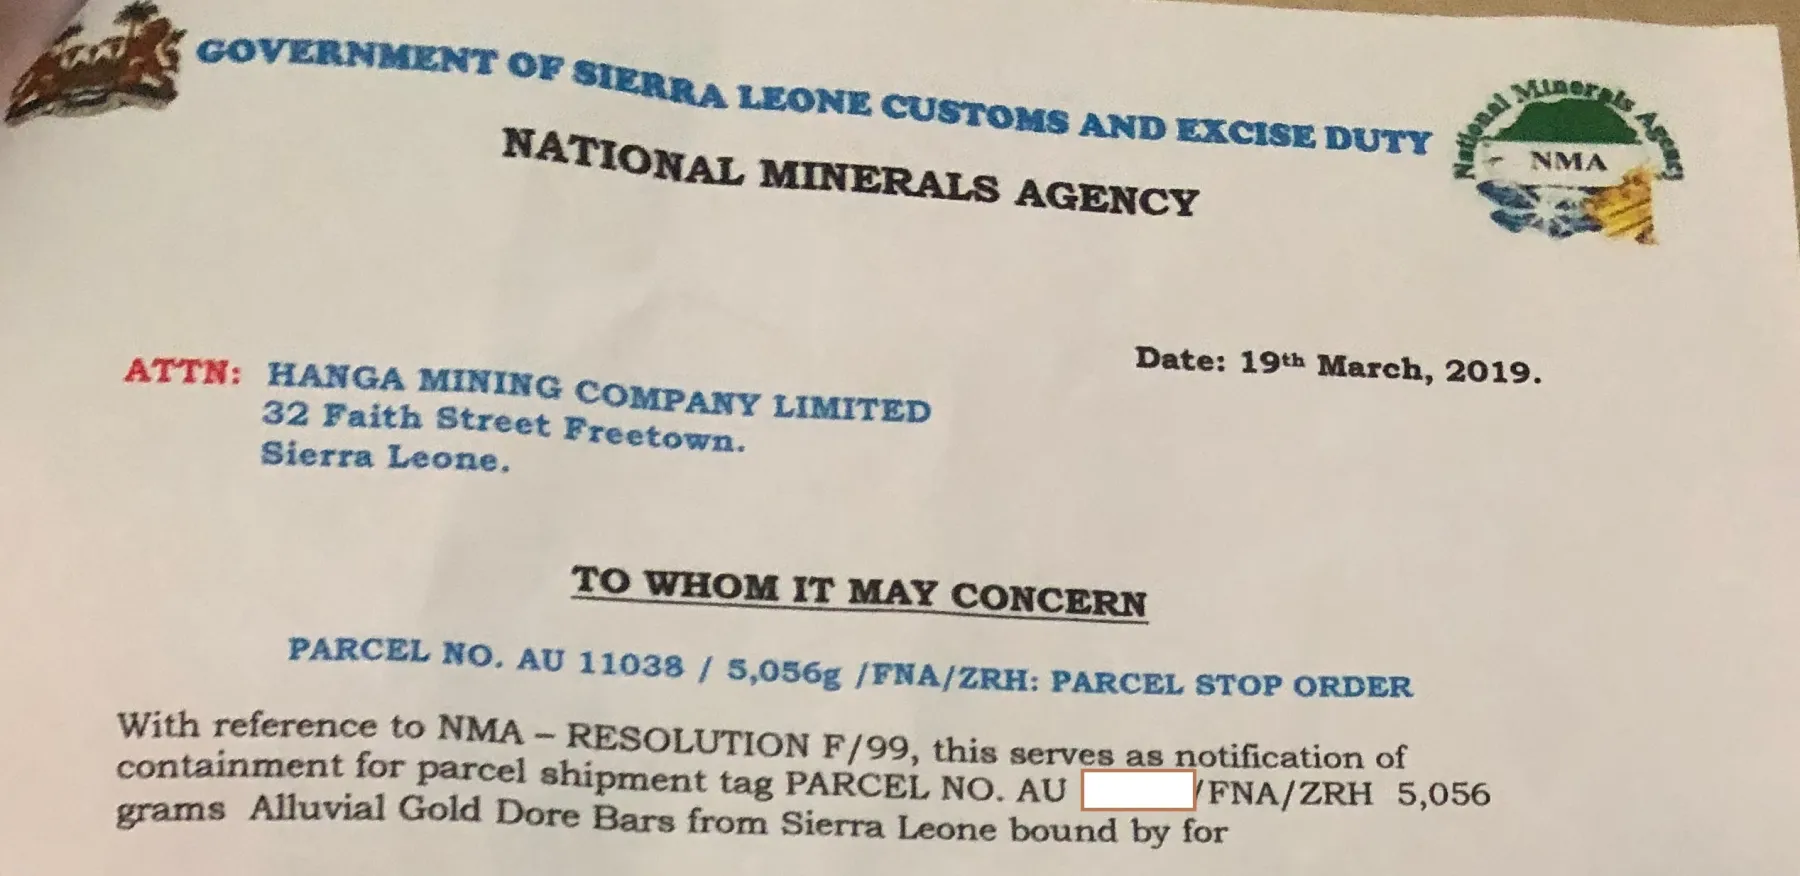 GOVERNMENT OF SIERRA LEONE CUSTOMS AND EXCISE DUTY
NATIONAL MINERALS AGENCY
National Minerals Agency
NMA
Date: 19th March, 2019.
ATTN: HANGA MINING COMPANY LIMITED
32 Faith Street Freetown.
Sierra Leone.
TO WHOM IT MAY CONCERN
PARCEL NO. AU 11038 / 5,056g /FNA/ZRH: PARCEL STOP ORDER
With reference to NMA – RESOLUTION F/99, this serves as notification of
containment for parcel shipment tag PARCEL NO. AU /FNA/ZRH 5,056
grams Alluvial Gold Dore Bars from Sierra Leone bound by for